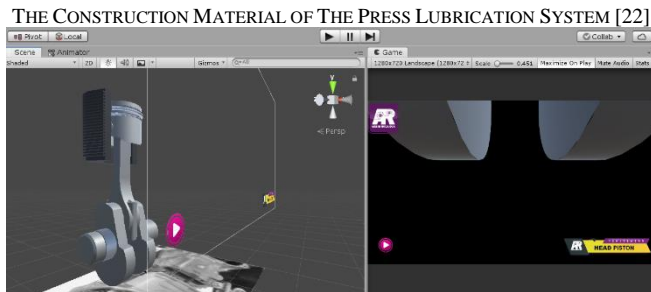 THE CONSTRUCTION MATERIAL OF THE PRESS LUBRICATION SYSTEM [22]
Pivot Local Collab
Scene Animator Game
Shaded 2D Gizmos All 1280x720 Landscape (1280x72 Scale 0.451 Maximize On Play Mute Audio Stats
y
Persp
AR
AR HEAD PISTON